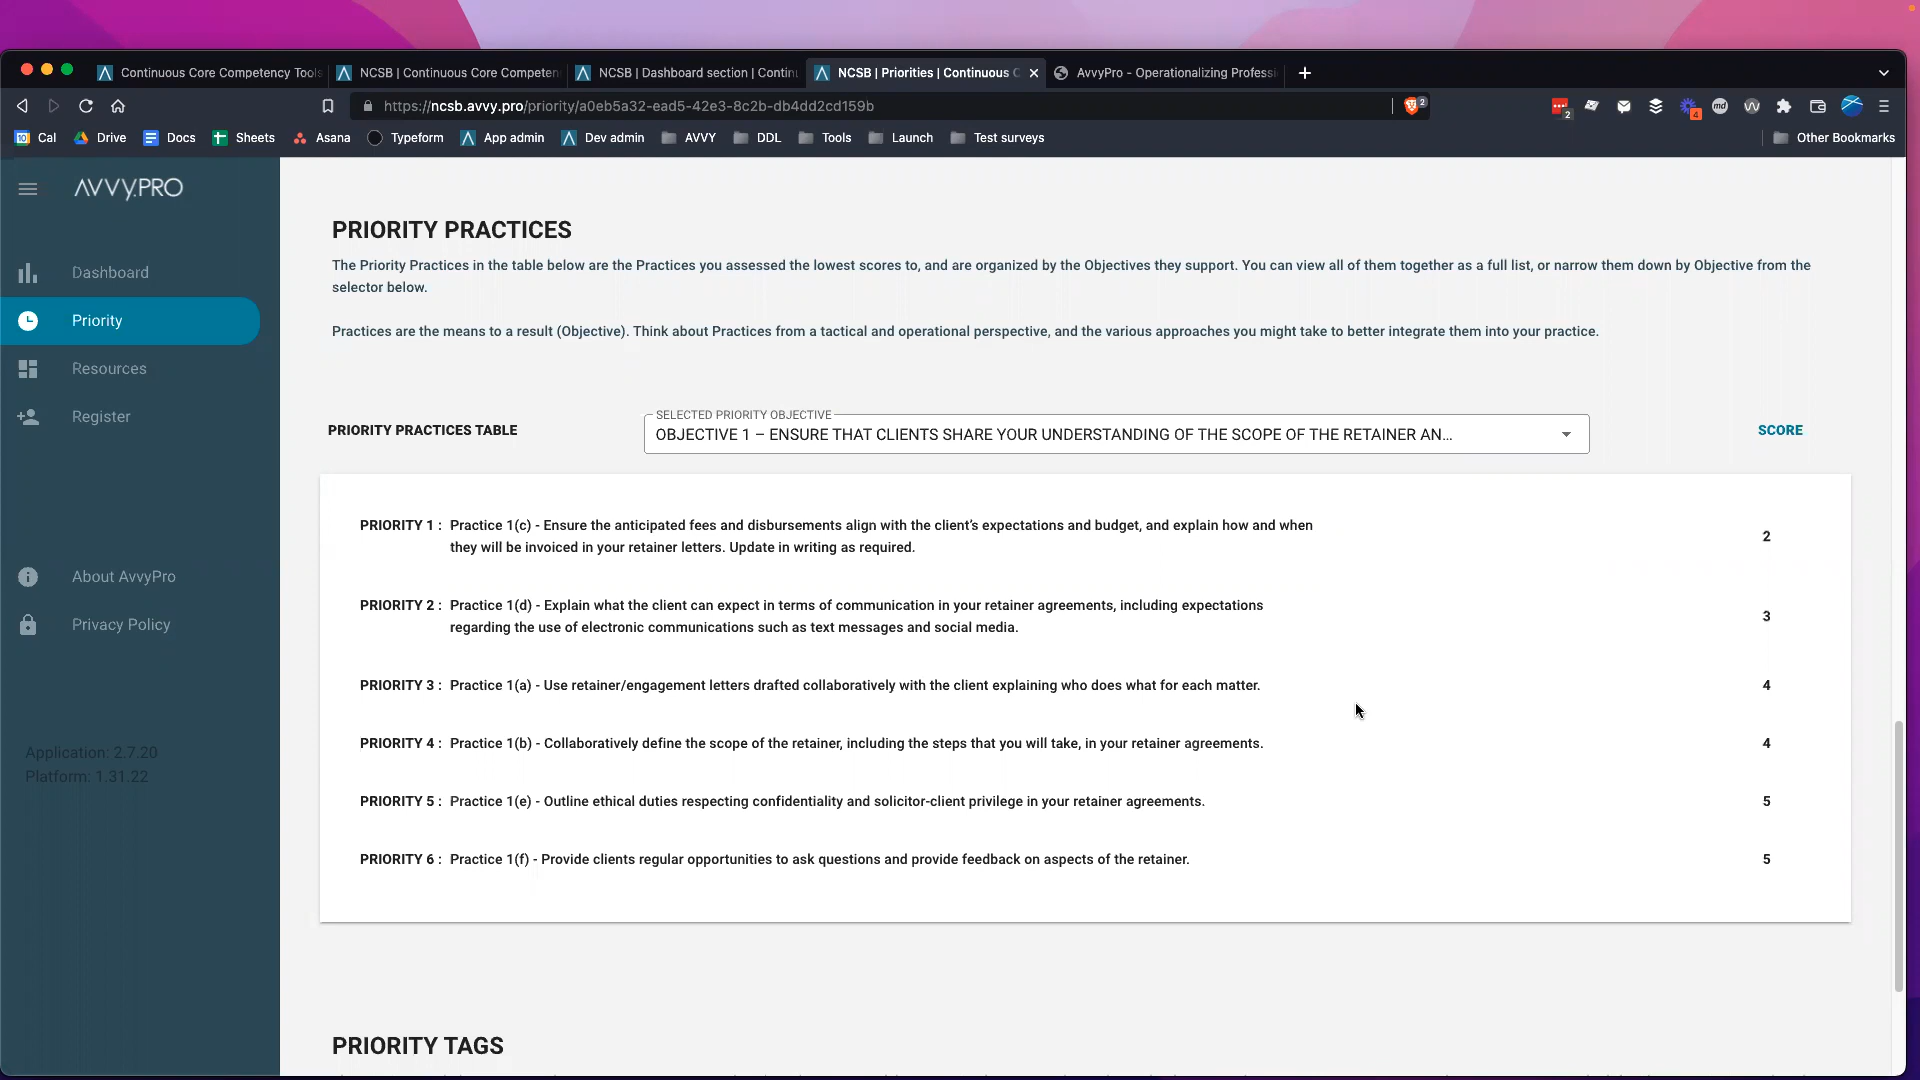 Continuous Core Competency Tools
NCSB | Continuous Core Competen
NCSB | Dashboard section | Contin
NCSB | Priorities | Continuous C
AvvyPro - Operationalizing Professi
https://ncsb.avvy.pro/priority/a0eb5a32-ead5-42e3-8c2b-db4dd2cd159b
2
2
4
md
Cal
Drive
Docs
Sheets
Asana
Typeform
App admin
Dev admin
AVVY
DDL
Tools
Launch
Test surveys
Other Bookmarks
AVVY.PRO
Dashboard
Priority
Resources
Register
About AvvyPro
Privacy Policy
Application: 2.7.20
Platform: 1.31.22
PRIORITY PRACTICES
The Priority Practices in the table below are the Practices you assessed the lowest scores to, and are organized by the Objectives they support. You can view all of them together as a full list, or narrow them down by Objective from the
selector below.
Practices are the means to a result (Objective). Think about Practices from a tactical and operational perspective, and the various approaches you might take to better integrate them into your practice.
PRIORITY PRACTICES TABLE
SELECTED PRIORITY OBJECTIVE
OBJECTIVE 1 – ENSURE THAT CLIENTS SHARE YOUR UNDERSTANDING OF THE SCOPE OF THE RETAINER AN...
SCORE
PRIORITY 1 : Practice 1(c) - Ensure the anticipated fees and disbursements align with the client's expectations and budget, and explain how and when
they will be invoiced in your retainer letters. Update in writing as required.
2
PRIORITY 2 : Practice 1(d) - Explain what the client can expect in terms of communication in your retainer agreements, including expectations
regarding the use of electronic communications such as text messages and social media.
3
PRIORITY 3 : Practice 1(a) - Use retainer/engagement letters drafted collaboratively with the client explaining who does what for each matter.
4
PRIORITY 4 : Practice 1(b) - Collaboratively define the scope of the retainer, including the steps that you will take, in your retainer agreements.
4
PRIORITY 5 : Practice 1(e) - Outline ethical duties respecting confidentiality and solicitor-client privilege in your retainer agreements.
5
PRIORITY 6 : Practice 1(f) - Provide clients regular opportunities to ask questions and provide feedback on aspects of the retainer.
5
PRIORITY TAGS